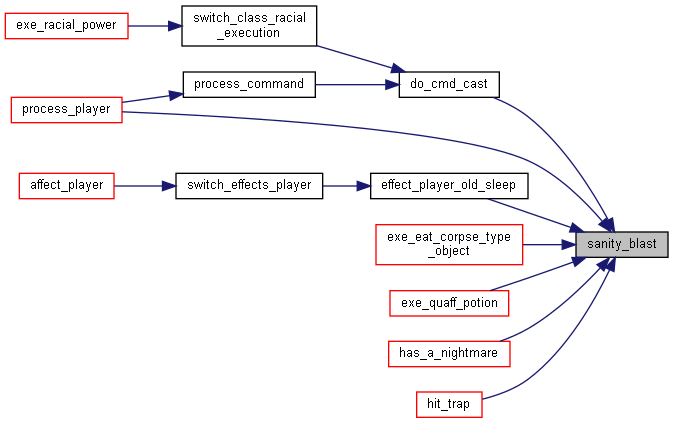 exe_racial_power
switch_class_racial
_execution
process_command
do_cmd_cast
process_player
affect_player
switch_effects_player
effect_player_old_sleep
exe_eat_corpse_type
_object
sanity_blast
exe_quaff_potion
has_a_nightmare
hit_trap